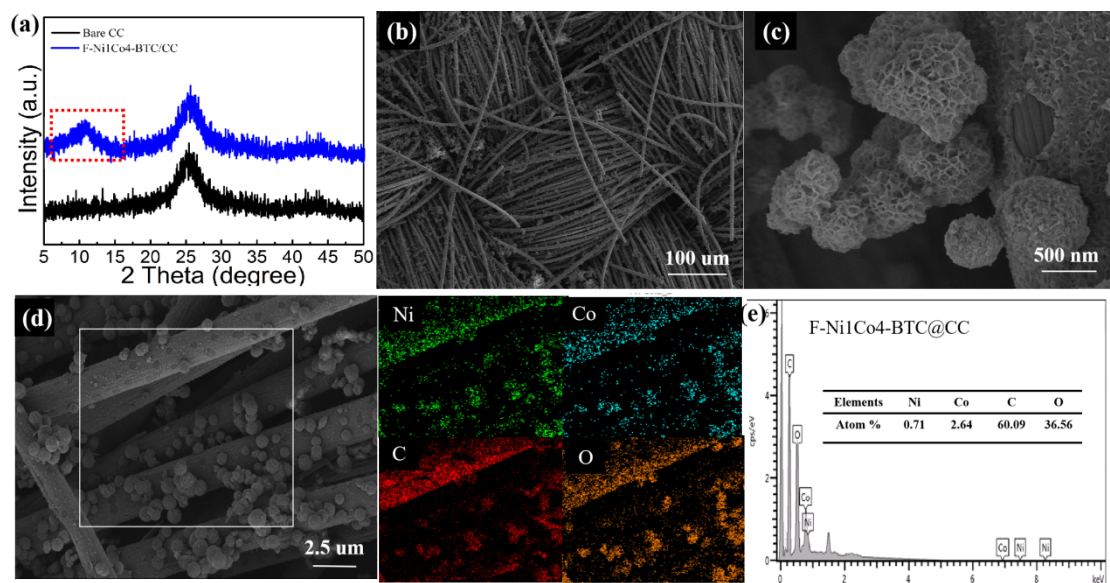 (a)
Bare CC
F-Ni1Co4-BTC/CC
Intensity (a.u.)
5 10 15 20 25 30 35 40 45 50
2 Theta (degree)
(b)
100 um
(c)
500 nm
(d)
2.5 um
Ni
Co
C
O
(e)
F-Ni1Co4-BTC@CC
Elements Ni Co C O
Atom % 0.71 2.64 60.09 36.56
cps/eV
6
4
2
0
C
O
Co
Ni
Co Ni Ni
0 2 4 6 8 keV